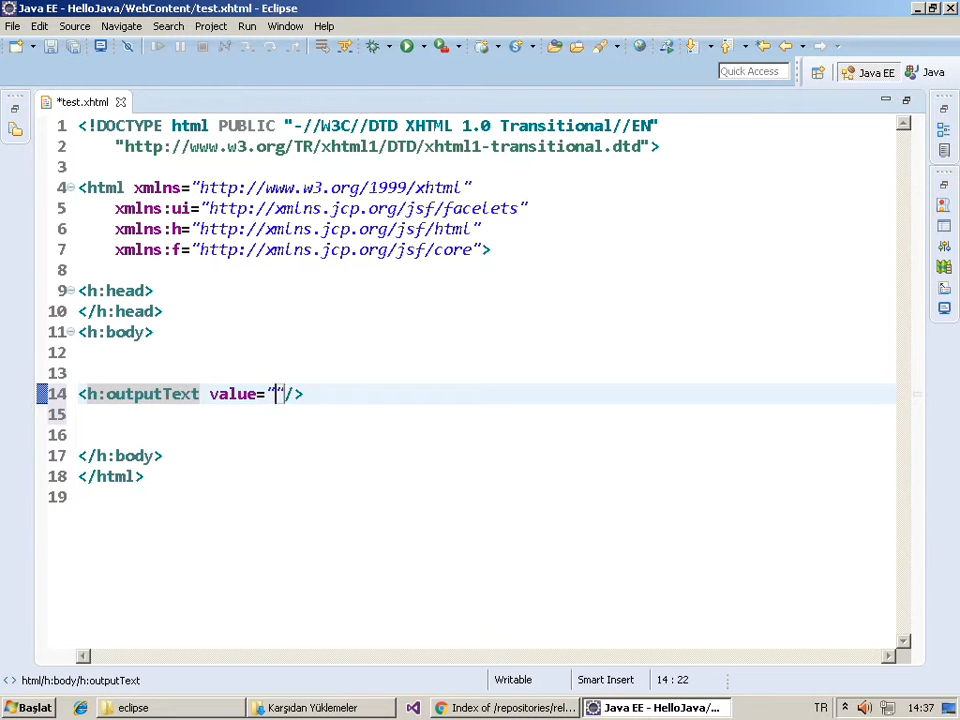 Java EE - HelloJava/WebContent/test.xhtml - Eclipse
File Edit Source Navigate Search Project Run Window Help
Quick Access Java EE Java
*test.xhtml
1 <!DOCTYPE html PUBLIC "-//W3C//DTD XHTML 1.0 Transitional//EN"
2 "http://www.w3.org/TR/xhtml1/DTD/xhtml1-transitional.dtd">
3
4 <html xmlns="http://www.w3.org/1999/xhtml"
5 xmlns:ui="http://xmlns.jcp.org/jsf/facelets"
6 xmlns:h="http://xmlns.jcp.org/jsf/html"
7 xmlns:f="http://xmlns.jcp.org/jsf/core">
8
9 <h:head>
10 </h:head>
11 <h:body>
12
13
14 <h:outputText value=""/>
15
16
17 </h:body>
18 </html>
19
html/h:body/h:outputText Writable Smart Insert 14 : 22
Başlat eclipse Karşıdan Yüklemeler Index of /repositories/rel... Java EE - HelloJava/... TR 14:37